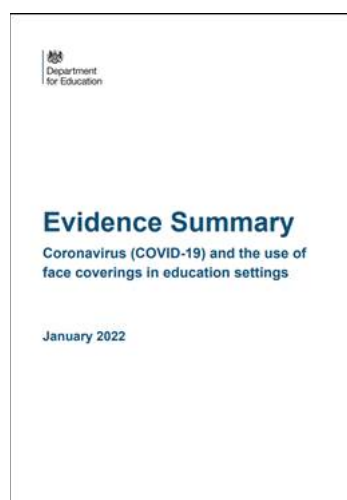 Department
for Education
Evidence Summary
Coronavirus (COVID-19) and the use of
face coverings in education settings
January 2022